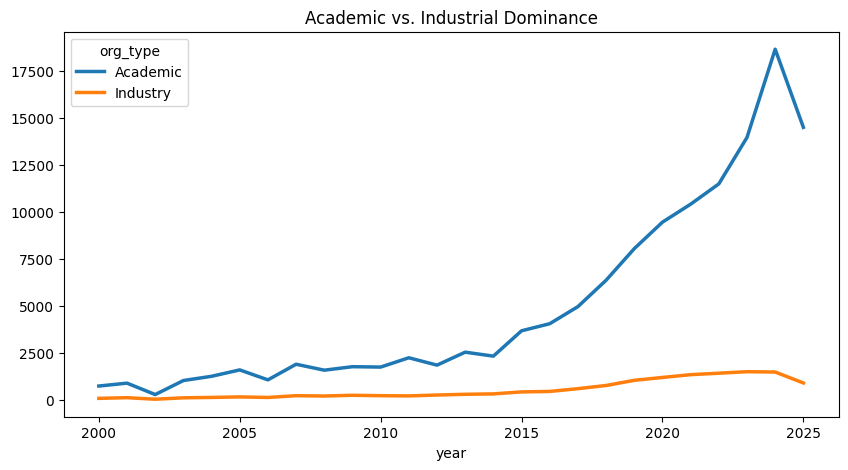 Academic vs. Industrial Dominance
org_type
Academic
Industry
17500
15000
12500
10000
7500
5000
2500
0
2000 2005 2010 2015 2020 2025
year